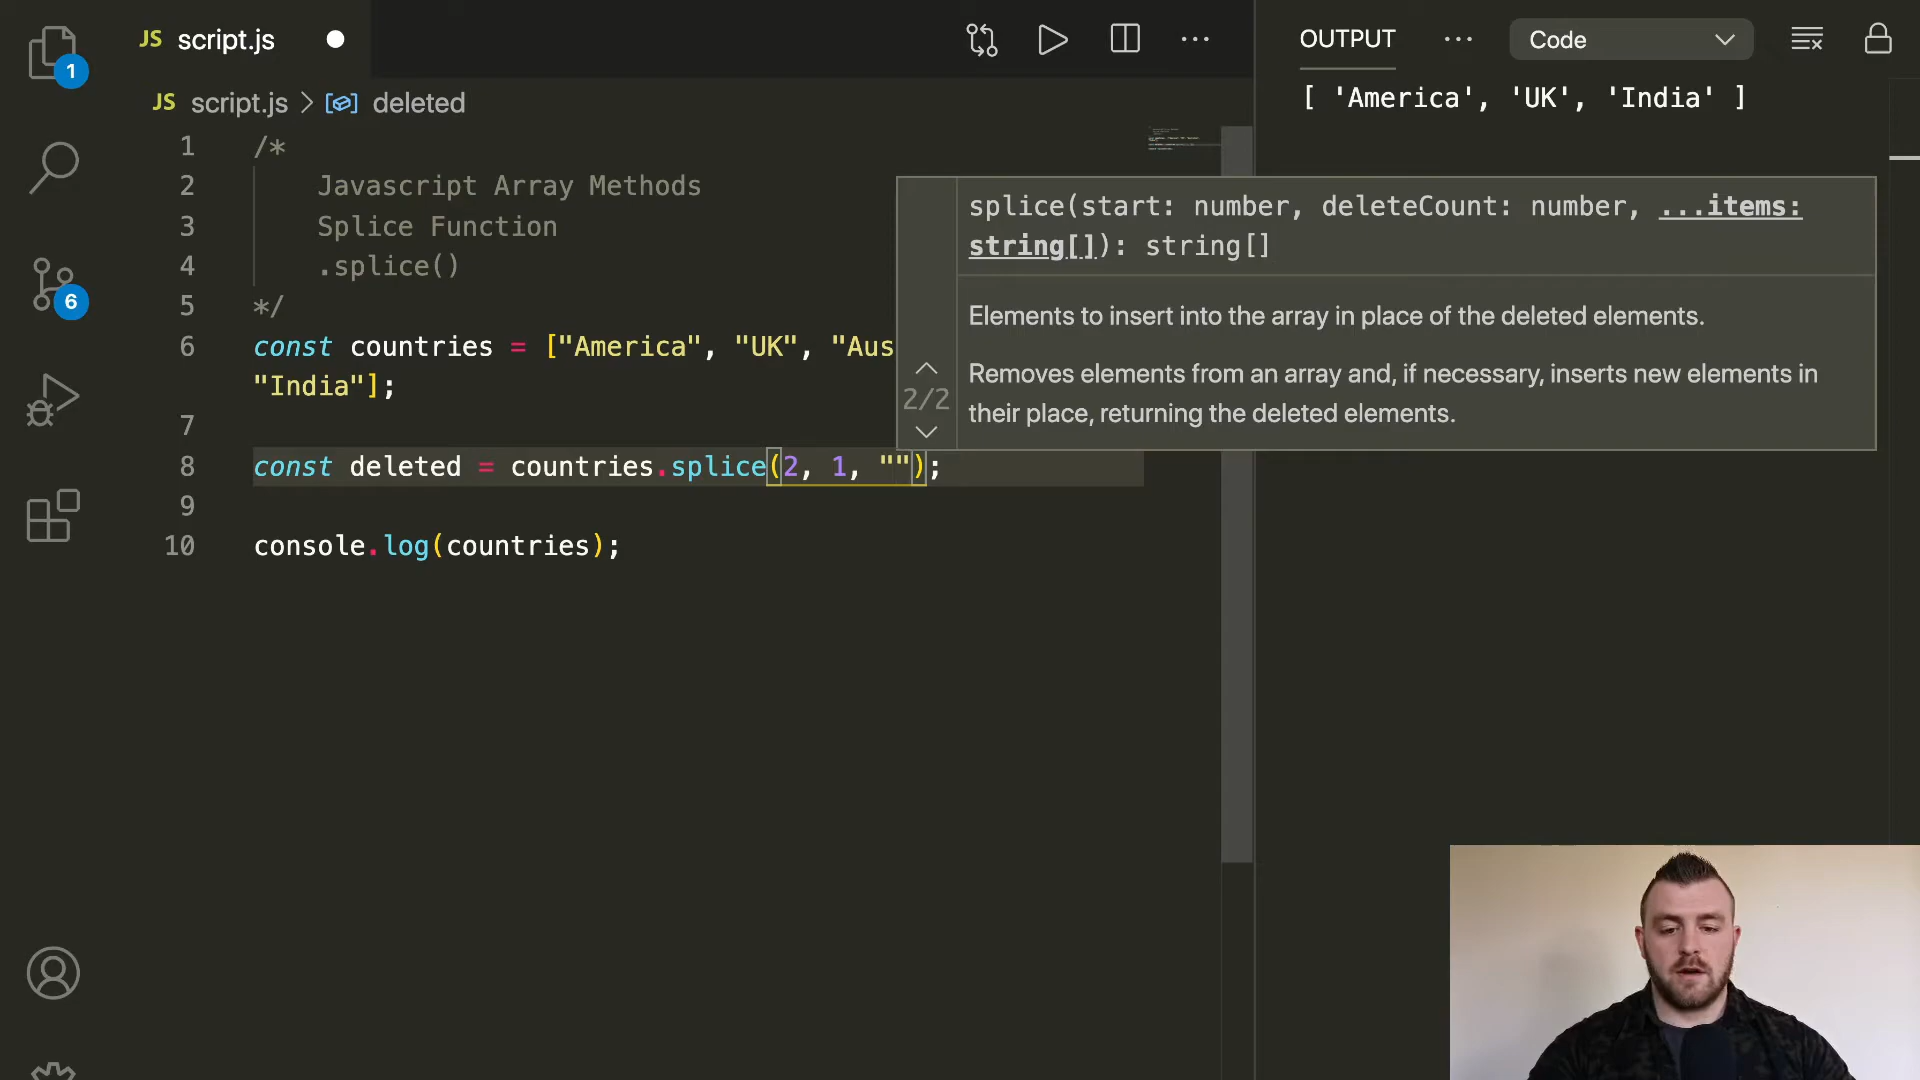 JS script.js
OUTPUT
Code
1
JS script.js > deleted
[ 'America', 'UK', 'India' ]
1 /*
2 Javascript Array Methods
3 Splice Function
4 .splice()
5 */
6 const countries = ["America", "UK", "Aus
"India"];
7
8 const deleted = countries.splice(2, 1, "");
9
10 console.log(countries);
6
splice(start: number, deleteCount: number, ...items:
string[]): string[]
Elements to insert into the array in place of the deleted elements.
2/2
Removes elements from an array and, if necessary, inserts new elements in
their place, returning the deleted elements.